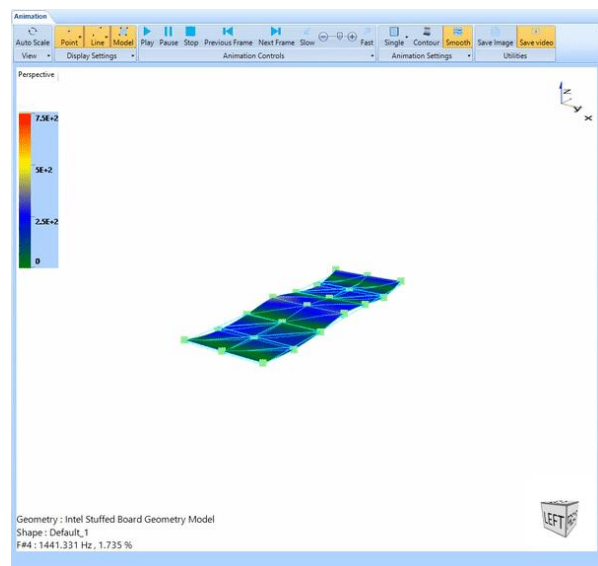 Animation
Auto Scale Point Line Model Play Pause Stop Previous Frame Next Frame Slow Fast Single Contour Smooth Save Image Save video
View Display Settings Animation Controls Animation Settings Utilities
Perspective
z
y
x
7.5E+2
5E+2
2.5E+2
0
LEFT
Geometry : Intel Stuffed Board Geometry Model
Shape : Default_1
F#4 : 1441.331 Hz , 1.735 %